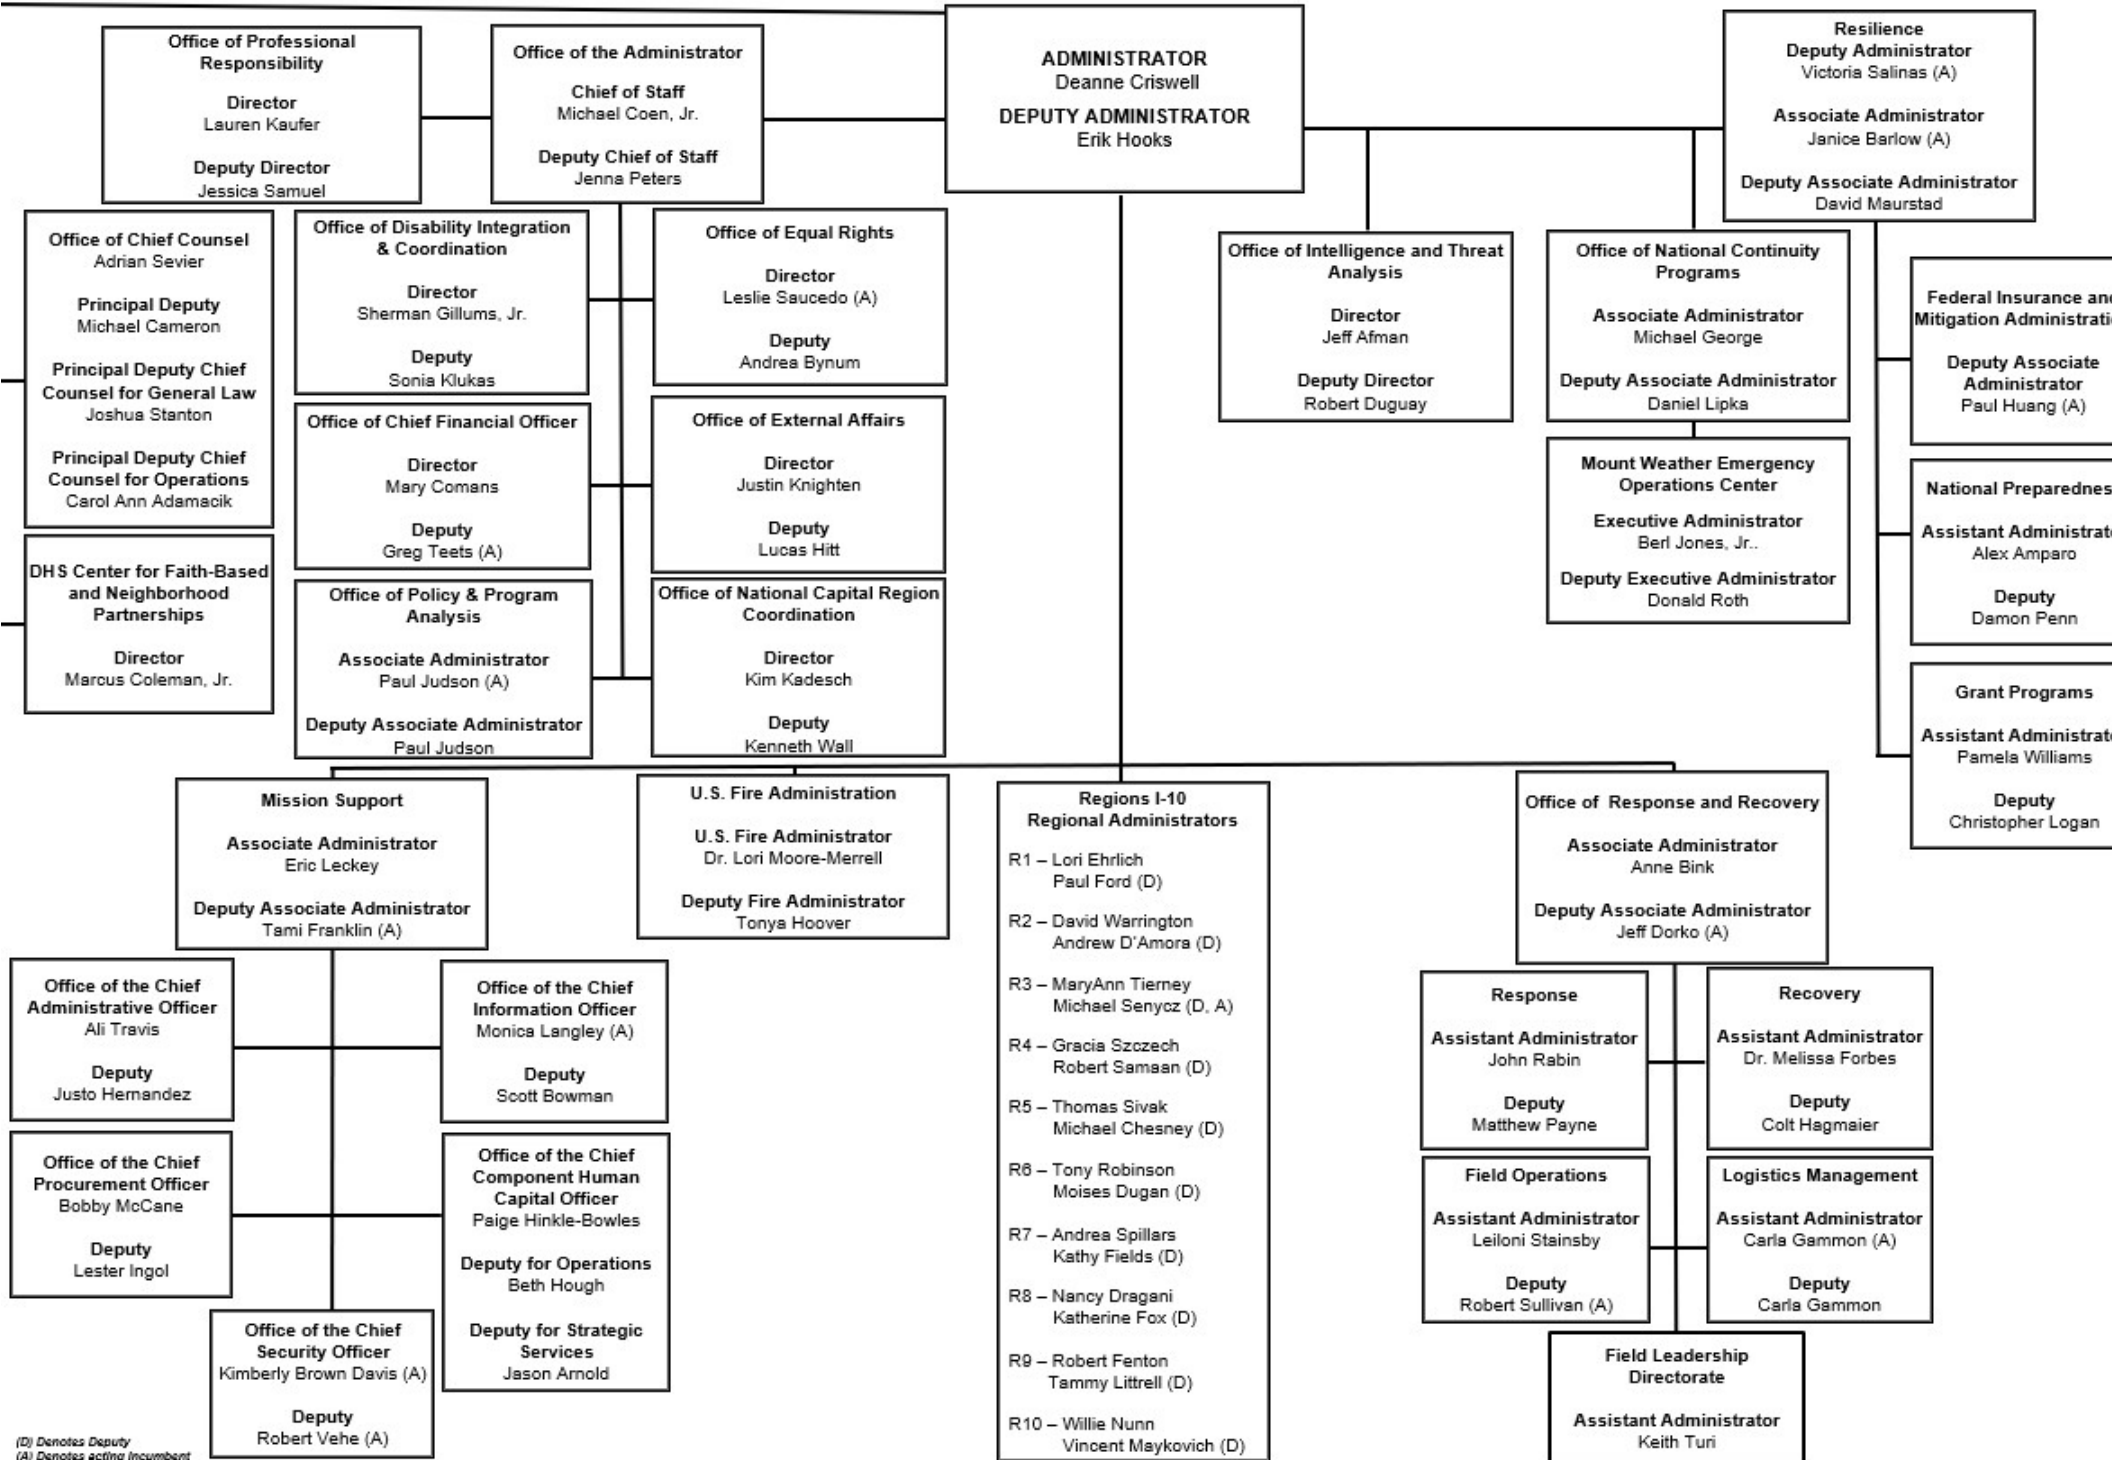 Office of Professional
Responsibility
Director
Lauren Kaufer
Deputy Director
Jessica Samuel
Office of the Administrator
Chief of Staff
Michael Coen, Jr.
Deputy Chief of Staff
Jenna Peters
ADMINISTRATOR
Deanne Criswell
DEPUTY ADMINISTRATOR
Erik Hooks
Resilience
Deputy Administrator
Victoria Salinas (A)
Associate Administrator
Janice Barlow (A)
Deputy Associate Administrator
David Maurstad
Office of Chief Counsel
Adrian Sevier
Principal Deputy
Michael Cameron
Principal Deputy Chief
Counsel for General Law
Joshua Stanton
Principal Deputy Chief
Counsel for Operations
Carol Ann Adamacik
Office of Disability Integration
& Coordination
Director
Sherman Gillums, Jr.
Deputy
Sonia Klukas
Office of Equal Rights
Director
Leslie Saucedo (A)
Deputy
Andrea Bynum
Office of Intelligence and Threat
Analysis
Director
Jeff Afman
Deputy Director
Robert Duguay
Office of National Continuity
Programs
Associate Administrator
Michael George
Deputy Associate Administrator
Daniel Lipka
Federal Insurance and
Mitigation Administrati
Deputy Associate
Administrator
Paul Huang (A)
Office of Chief Financial Officer
Director
Mary Comans
Deputy
Greg Teets (A)
Office of External Affairs
Director
Justin Knighten
Deputy
Lucas Hitt
Mount Weather Emergency
Operations Center
Executive Administrator
Berl Jones, Jr..
Deputy Executive Administrator
Donald Roth
National Preparednes
Assistant Administrato
Alex Amparo
Deputy
Damon Penn
DHS Center for Faith-Based
and Neighborhood
Partnerships
Director
Marcus Coleman, Jr.
Office of Policy & Program
Analysis
Associate Administrator
Paul Judson (A)
Deputy Associate Administrator
Paul Judson
Office of National Capital Region
Coordination
Director
Kim Kadesch
Deputy
Kenneth Wall
Grant Programs
Assistant Administrato
Pamela Williams
Deputy
Christopher Logan
Mission Support
Associate Administrator
Eric Leckey
Deputy Associate Administrator
Tami Franklin (A)
U.S. Fire Administration
U.S. Fire Administrator
Dr. Lori Moore-Merrell
Deputy Fire Administrator
Tonya Hoover
Regions I-10
Regional Administrators
R1 – Lori Ehrlich
Paul Ford (D)
R2 – David Warrington
Andrew D'Amora (D)
R3 – MaryAnn Tierney
Michael Senycz (D, A)
R4 – Gracia Szczech
Robert Samaan (D)
R5 – Thomas Sivak
Michael Chesney (D)
R6 – Tony Robinson
Moises Dugan (D)
R7 – Andrea Spillars
Kathy Fields (D)
R8 – Nancy Dragani
Katherine Fox (D)
R9 – Robert Fenton
Tammy Littrell (D)
R10 – Willie Nunn
Vincent Maykovich (D)
Office of Response and Recovery
Associate Administrator
Anne Bink
Deputy Associate Administrator
Jeff Dorko (A)
Office of the Chief
Administrative Officer
Ali Travis
Deputy
Justo Hernandez
Office of the Chief
Information Officer
Monica Langley (A)
Deputy
Scott Bowman
Response
Assistant Administrator
John Rabin
Deputy
Matthew Payne
Recovery
Assistant Administrator
Dr. Melissa Forbes
Deputy
Colt Hagmaier
Office of the Chief
Procurement Officer
Bobby McCane
Deputy
Lester Ingol
Office of the Chief
Component Human
Capital Officer
Paige Hinkle-Bowles
Deputy for Operations
Beth Hough
Deputy for Strategic
Services
Jason Arnold
Field Operations
Assistant Administrator
Leiloni Stainsby
Deputy
Robert Sullivan (A)
Logistics Management
Assistant Administrator
Carla Gammon (A)
Deputy
Carla Gammon
Office of the Chief
Security Officer
Kimberly Brown Davis (A)
Deputy
Robert Vehe (A)
Field Leadership
Directorate
Assistant Administrator
Keith Turi
(D) Denotes Deputy
(A) Denotes acting incumbent